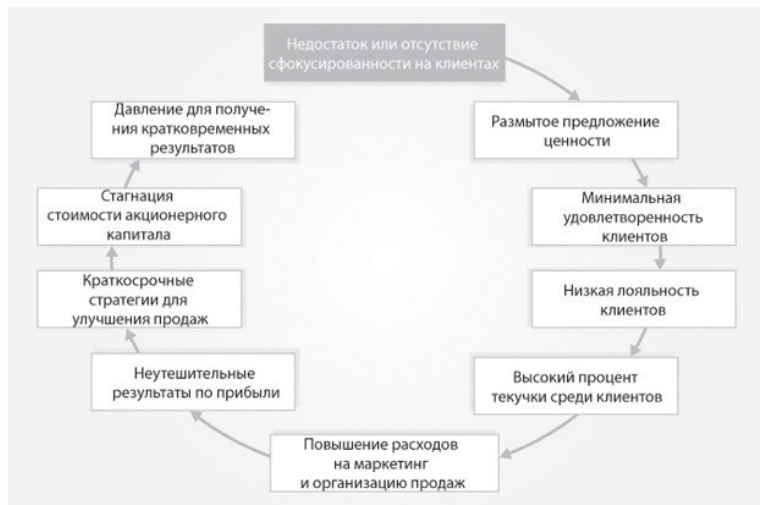 Недостаток или отсутствие
сфокусированности на клиентах
Размытое предложение
ценности
Минимальная
удовлетворенность
клиентов
Низкая лояльность
клиентов
Высокий процент
текучки среди клиентов
Повышение расходов
на маркетинг
и организацию продаж
Неутешительные
результаты по прибыли
Краткосрочные
стратегии для
улучшения продаж
Стагнация
стоимости акционерного
капитала
Давление для получе-
ния кратковременных
результатов